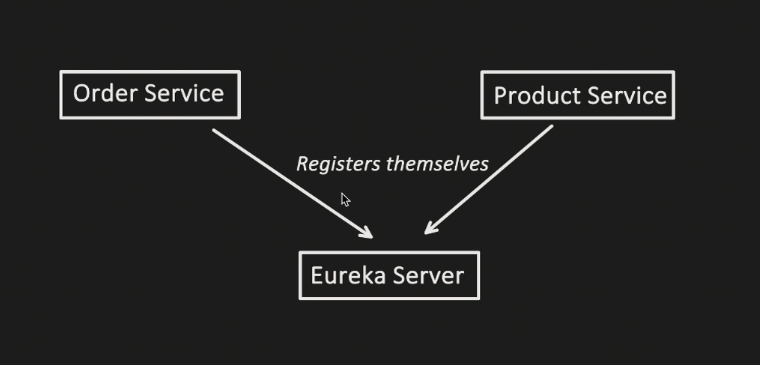 Order Service
Product Service
Registers themselves
Eureka Server